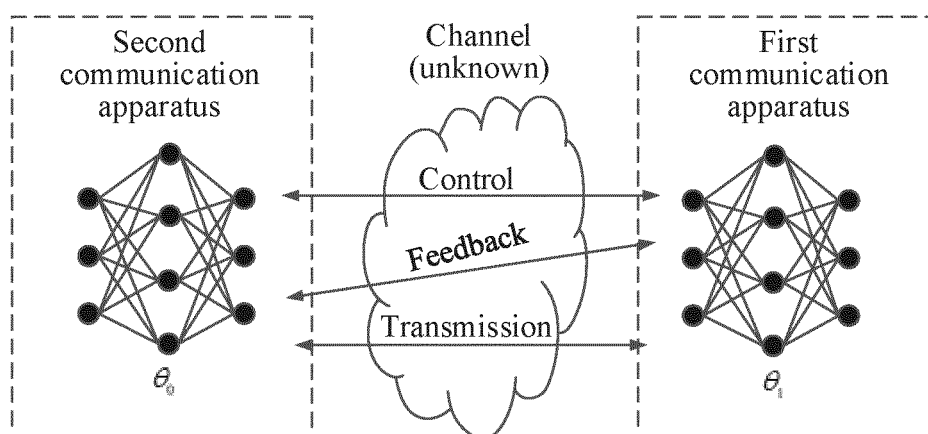 Second
communication
apparatus
Channel
(unknown)
First
communication
apparatus
Control
Feedback
Transmission
θ₀
θ₁